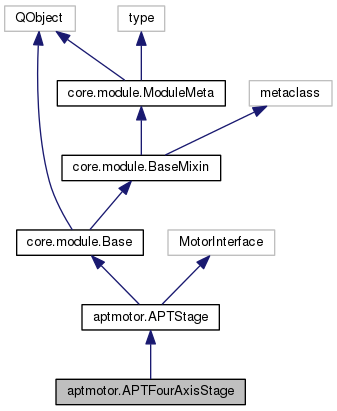 QObject
type
core.module.ModuleMeta
metaclass
core.module.BaseMixin
core.module.Base
MotorInterface
aptmotor.APTStage
aptmotor.APTFourAxisStage